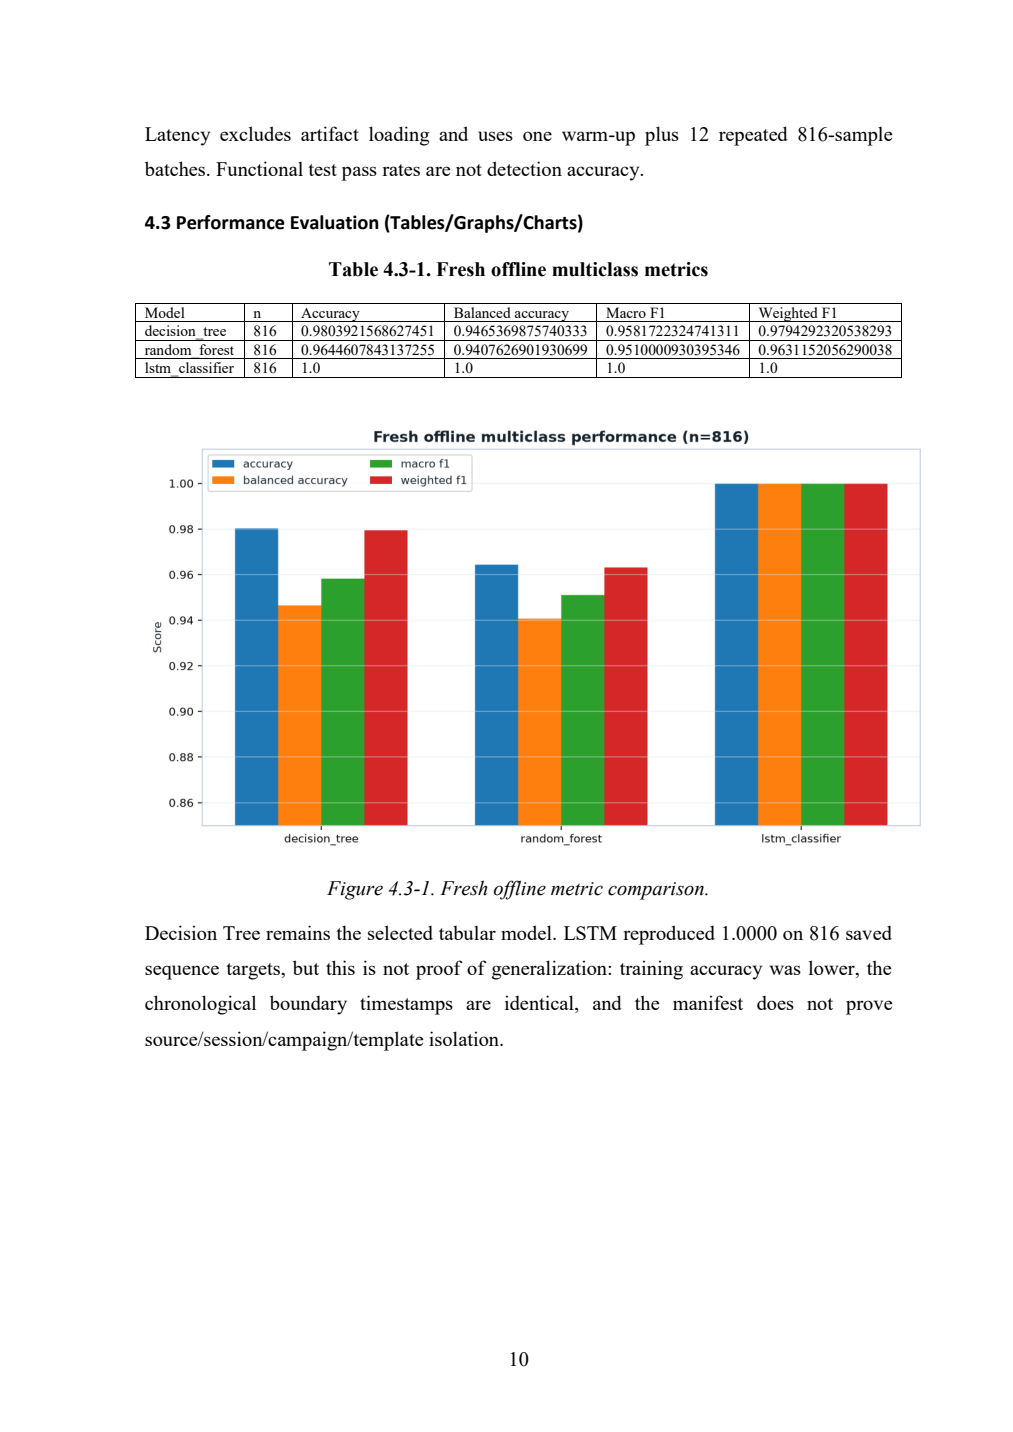 Latency excludes artifact loading and uses one warm-up plus 12 repeated 816-sample
batches. Functional test pass rates are not detection accuracy.
4.3 Performance Evaluation (Tables/Graphs/Charts)
Table 4.3-1. Fresh offline multiclass metrics
Model n Accuracy Balanced accuracy Macro F1 Weighted F1
decision_tree 816 0.9803921568627451 0.9465369875740333 0.9581722324741311 0.9794292320538293
random_forest 816 0.9644607843137255 0.9407626901930699 0.9510000930395346 0.9631152056290038
lstm_classifier 816 1.0 1.0 1.0 1.0
Fresh offline multiclass performance (n=816)
accuracy macro f1
balanced accuracy weighted f1
1.00
0.98
0.96
0.94
0.92
0.90
0.88
0.86
Score
decision_tree random_forest lstm_classifier
Figure 4.3-1. Fresh offline metric comparison.
Decision Tree remains the selected tabular model. LSTM reproduced 1.0000 on 816 saved
sequence targets, but this is not proof of generalization: training accuracy was lower, the
chronological boundary timestamps are identical, and the manifest does not prove
source/session/campaign/template isolation.
10